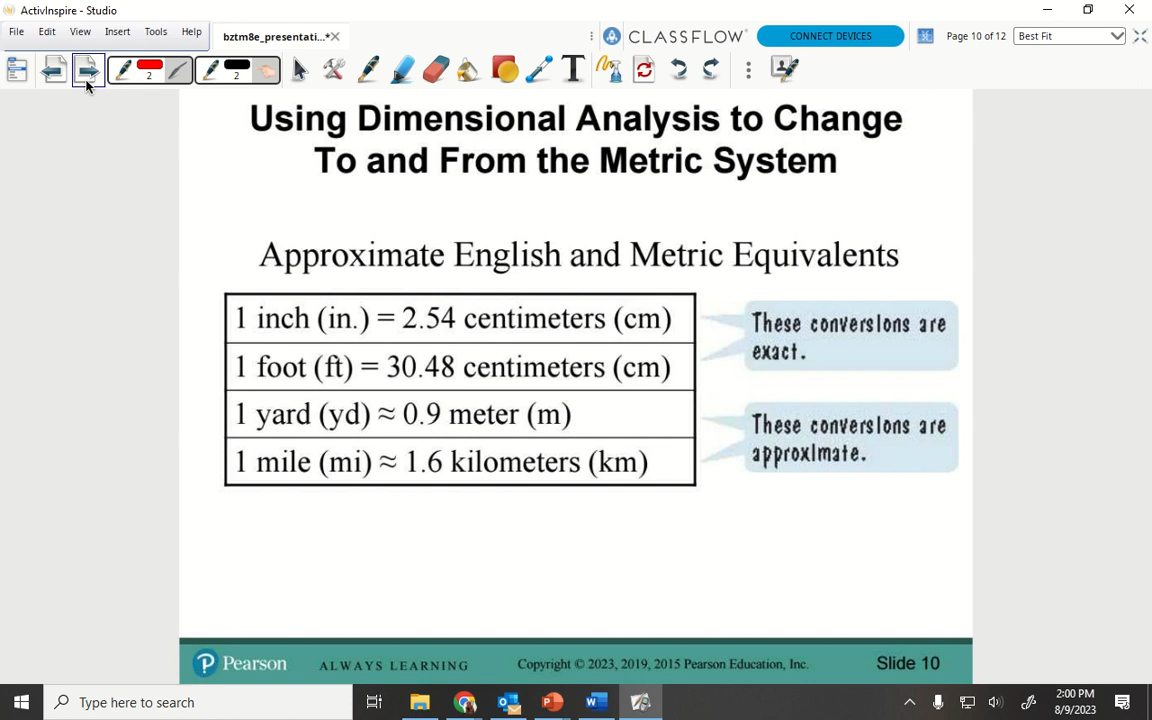 ActivInspire - Studio
File Edit View Insert Tools Help
bztm8e_presentati...*
CLASSFLOW
CONNECT DEVICES
Page 10 of 12
Best Fit
2
2
Using Dimensional Analysis to Change
To and From the Metric System
Approximate English and Metric Equivalents
1 inch (in.) = 2.54 centimeters (cm)
1 foot (ft) = 30.48 centimeters (cm)
These conversions are
exact.
1 yard (yd) ≈ 0.9 meter (m)
1 mile (mi) ≈ 1.6 kilometers (km)
These conversions are
approximate.
Pearson
ALWAYS LEARNING
Copyright © 2023, 2019, 2015 Pearson Education, Inc.
Slide 10
Type here to search
2:00 PM
8/9/2023